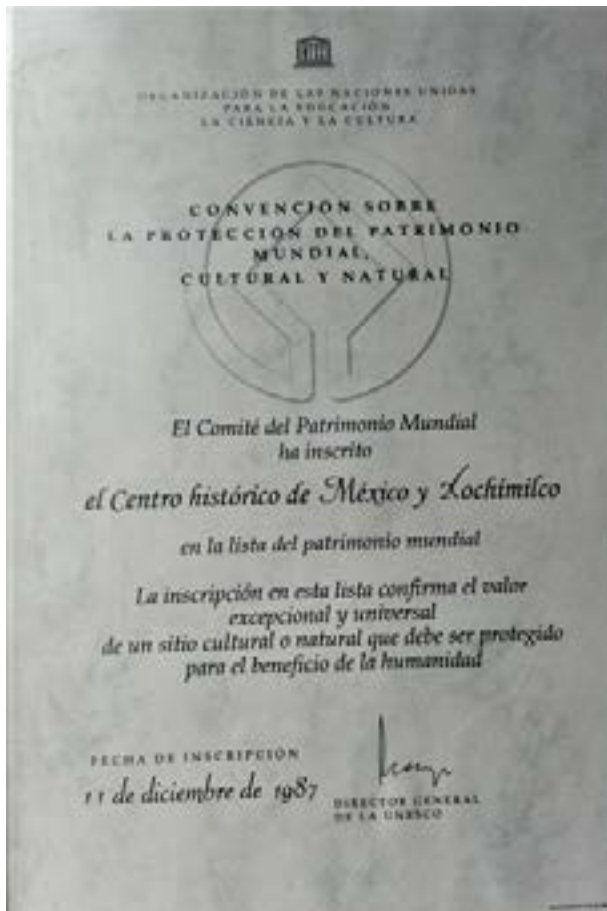 ORGANIZACIÓN DE LAS NACIONES UNIDAS
PARA LA EDUCACIÓN,
LA CIENCIA Y LA CULTURA
CONVENCIÓN SOBRE
LA PROTECCIÓN DEL PATRIMONIO
MUNDIAL,
CULTURAL Y NATURAL
El Comité del Patrimonio Mundial
ha inscrito
el Centro histórico de México y Xochimilco
en la lista del patrimonio mundial
La inscripción en esta lista confirma el valor
excepcional y universal
de un sitio cultural o natural que debe ser protegido
para el beneficio de la humanidad
FECHA DE INSCRIPCIÓN
11 de diciembre de 1987
DIRECTOR GENERAL
DE LA UNESCO